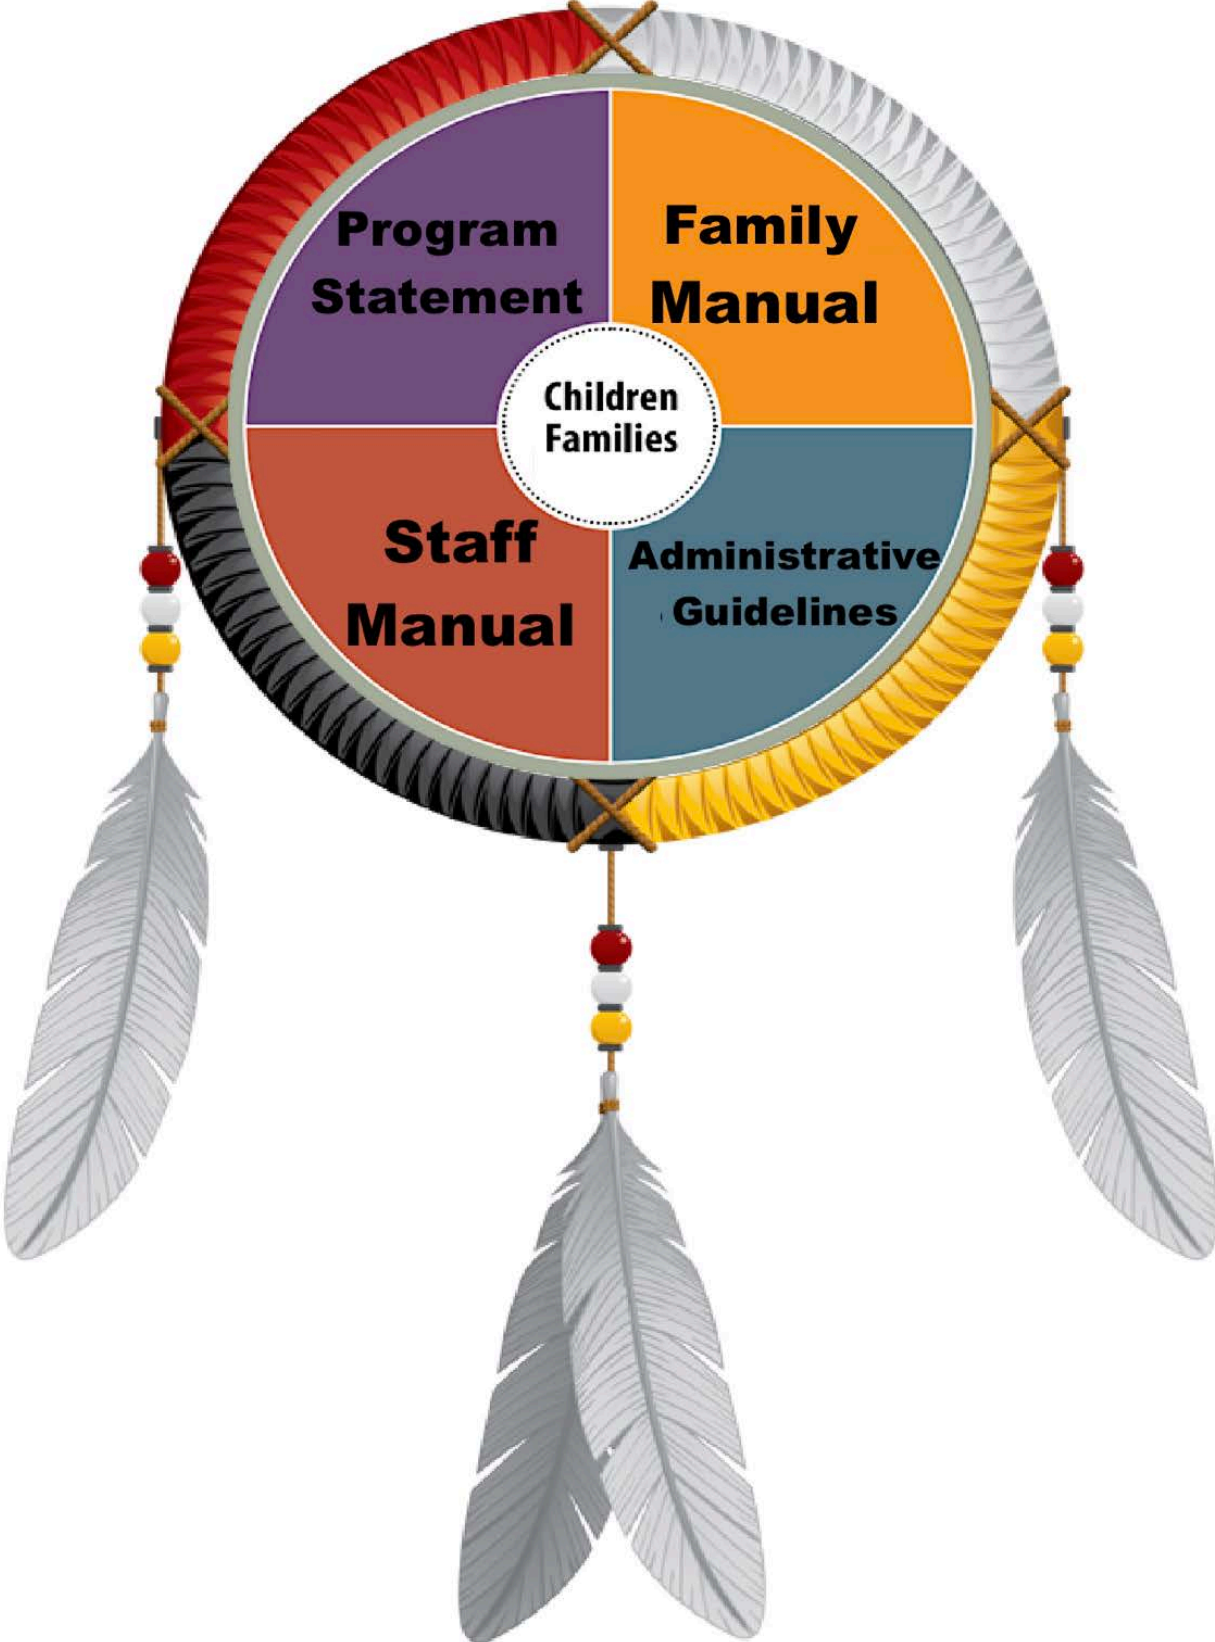 Program
Statement
Family
Manual
Children
Families
Staff
Manual
Administrative
Guidelines